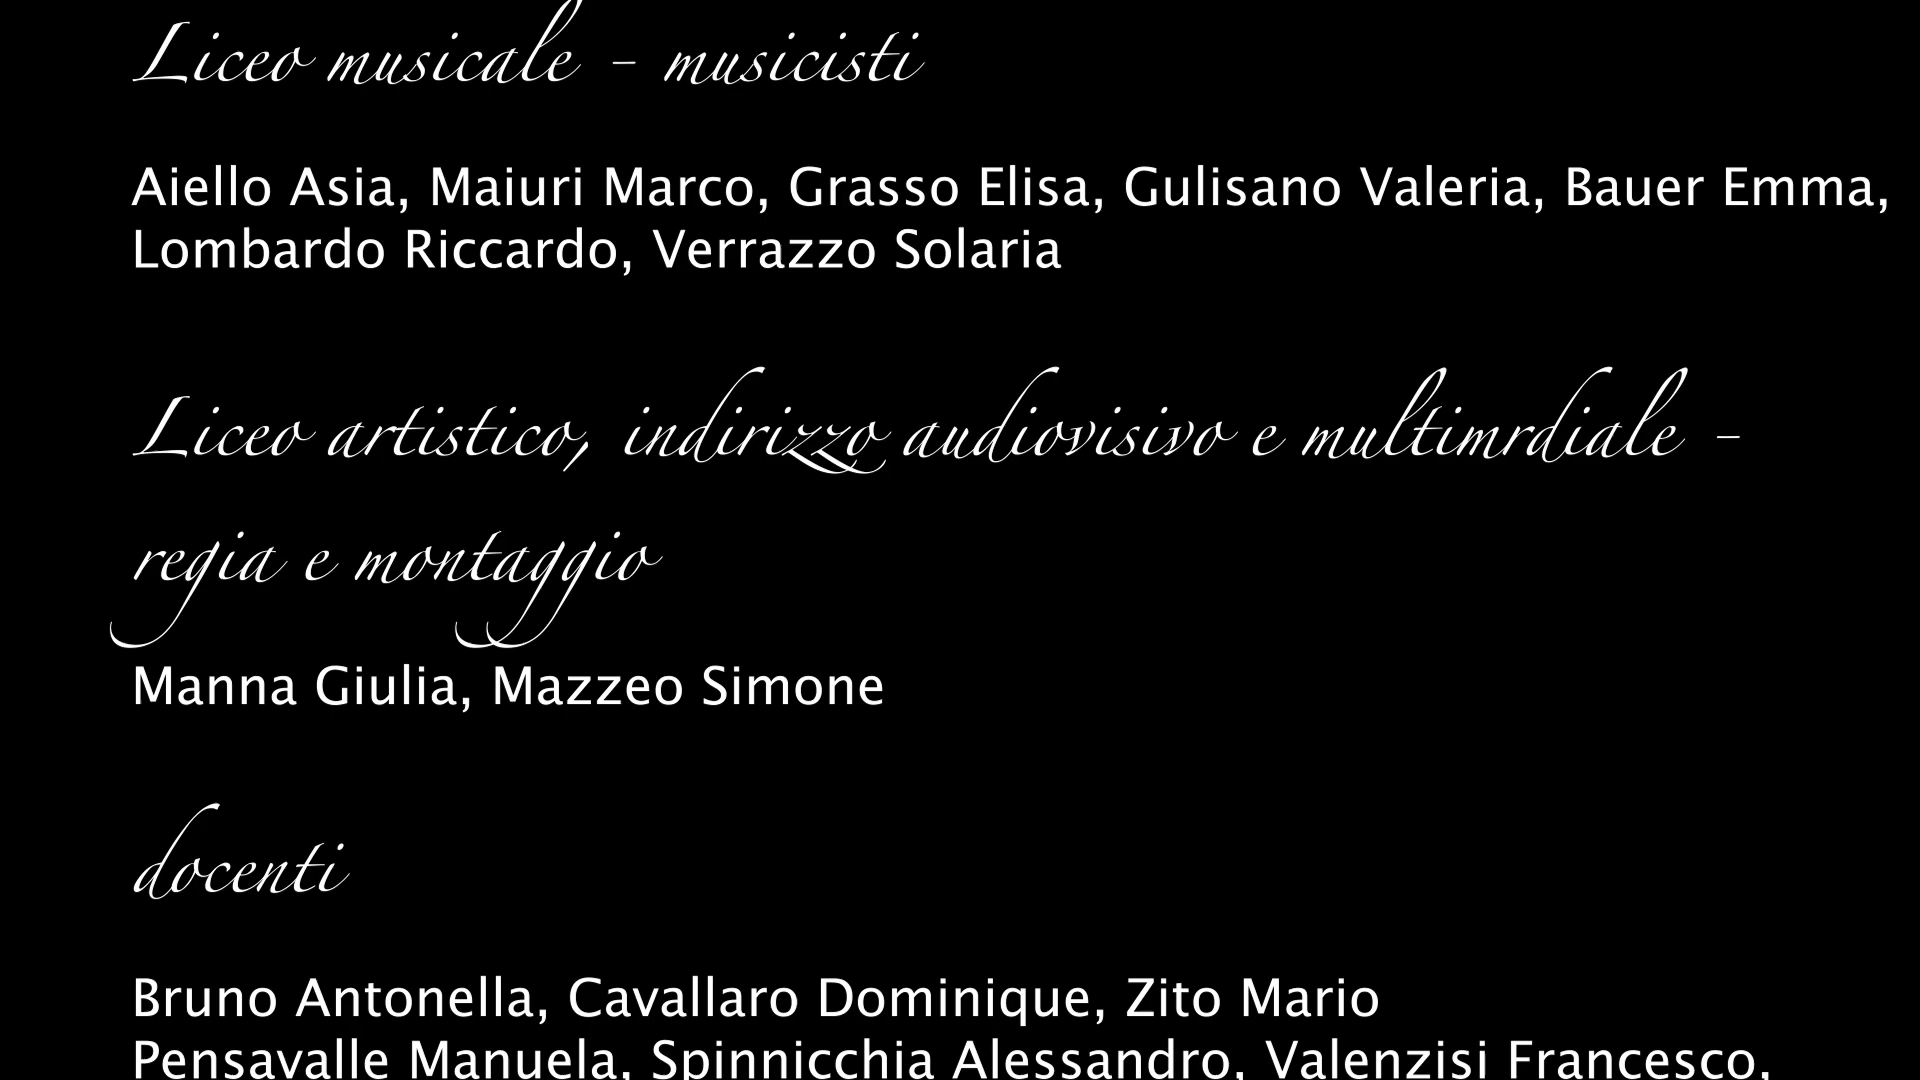 Liceo musicale - musicisti
Aiello Asia, Maiuri Marco, Grasso Elisa, Gulisano Valeria, Bauer Emma,
Lombardo Riccardo, Verrazzo Solaria
Liceo artistico, indirizzo audiovisivo e multimrdiale -
regia e montaggio
Manna Giulia, Mazzeo Simone
docenti
Bruno Antonella, Cavallaro Dominique, Zito Mario
Pensavalle Manuela, Spinnicchia Alessandro, Valenzisi Francesco,